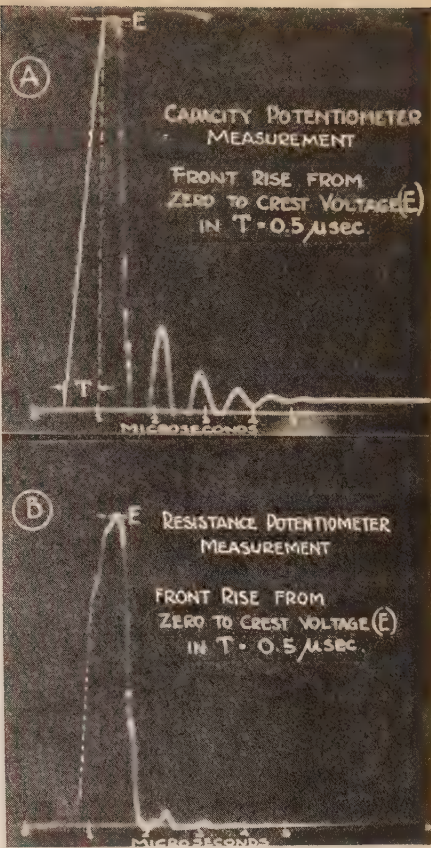 E
A
CAPACITY POTENTIOMETER
MEASUREMENT
FRONT RISE FROM
ZERO TO CREST VOLTAGE(E)
IN T = 0.5 μsec.
T
MICROSECONDS
B
E
RESISTANCE POTENTIOMETER
MEASUREMENT
FRONT RISE FROM
ZERO TO CREST VOLTAGE(E)
IN T = 0.5 μsec.
MICROSECONDS